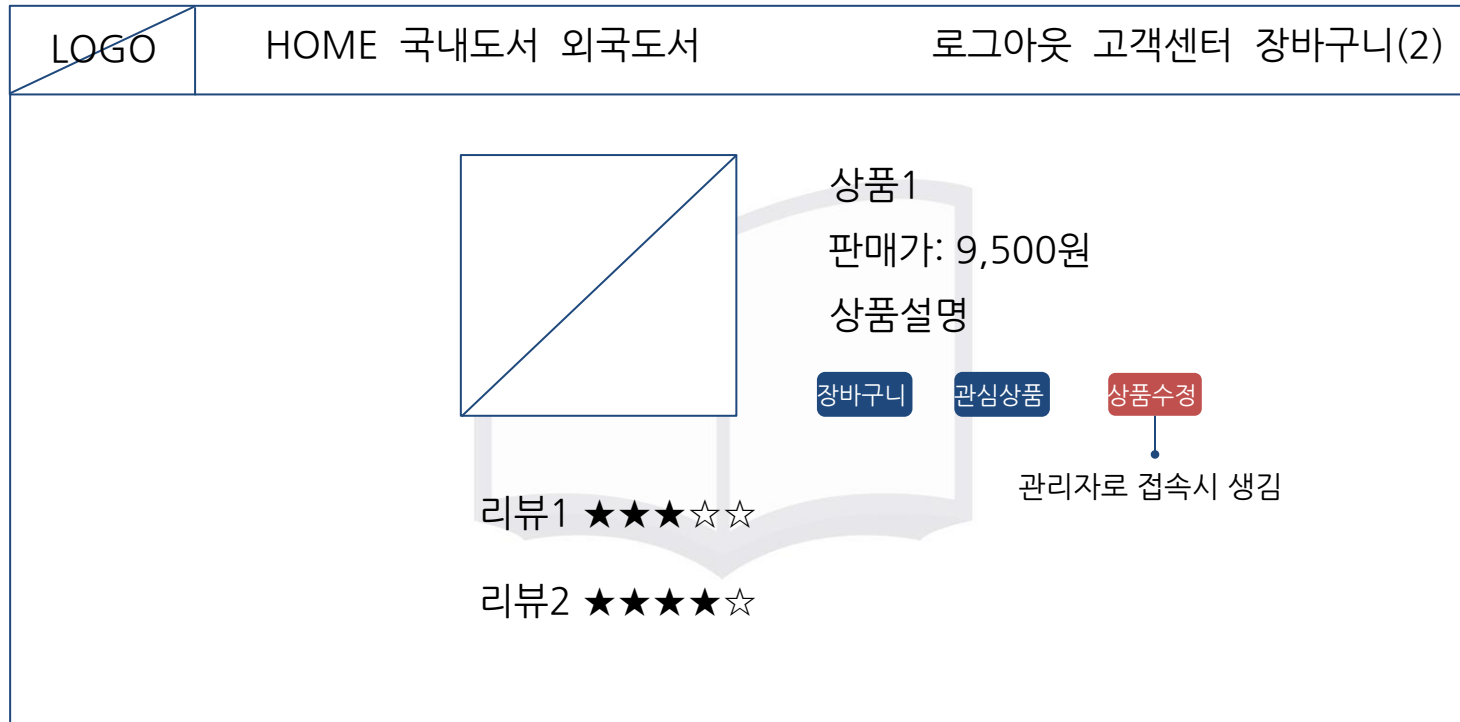 LOGO HOME 국내도서 외국도서 로그아웃 고객센터 장바구니(2)
상품1
판매가: 9,500원
상품설명
장바구니 관심상품 상품수정
관리자로 접속시 생김
리뷰1 ★★★☆☆
리뷰2 ★★★★☆